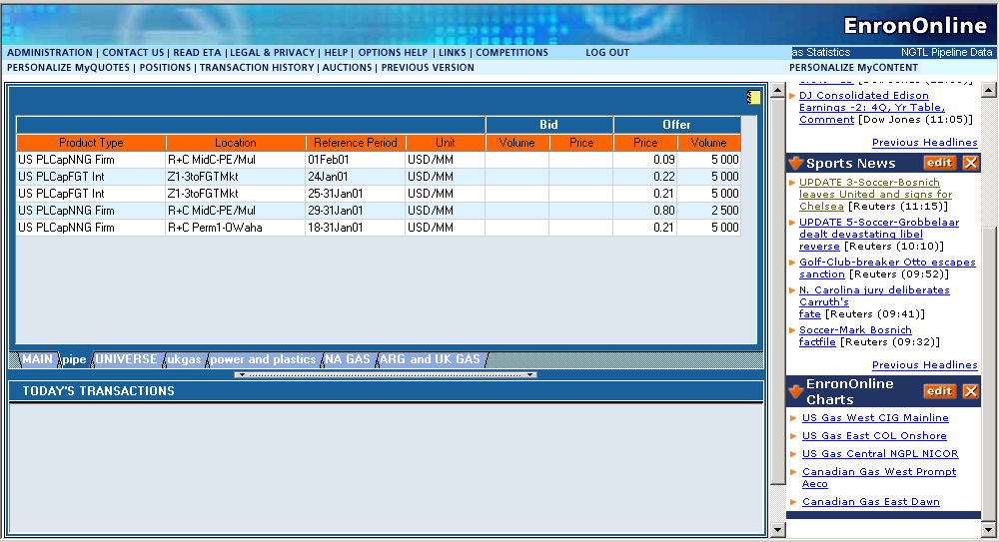 EnronOnline
ADMINISTRATION | CONTACT US | READ ETA | LEGAL & PRIVACY | HELP | OPTIONS HELP | LINKS | COMPETITIONS LOG OUT
as Statistics NGTL Pipeline Data
PERSONALIZE MyQUOTES | POSITIONS | TRANSACTION HISTORY | AUCTIONS | PREVIOUS VERSION
PERSONALIZE MyCONTENT
Bid Offer
Product Type Location Reference Period Unit Volume Price Price Volume
US PLCapNNG Firm R+C MidC-PE/Mul 01Feb01 USD/MM 0.09 5 000
US PLCapFGT Int Z1-3toFGTMkt 24Jan01 USD/MM 0.22 5 000
US PLCapFGT Int Z1-3toFGTMkt 25-31Jan01 USD/MM 0.21 5 000
US PLCapNNG Firm R+C MidC-PE/Mul 29-31Jan01 USD/MM 0.80 2 500
US PLCapNNG Firm R+C Perm1-OWaha 18-31Jan01 USD/MM 0.21 5 000
MAIN pipe UNIVERSE ukgas power and plastics NA GAS ARG and UK GAS
TODAY'S TRANSACTIONS
DJ Consolidated Edison
Earnings -2: 4Q, Yr Table,
Comment [Dow Jones (11:05)]
Previous Headlines
Sports News edit
UPDATE 3-Soccer-Bosnich
leaves United and signs for
Chelsea [Reuters (11:15)]
UPDATE 5-Soccer-Grobbelaar
dealt devastating libel
reverse [Reuters (10:10)]
Golf-Club-breaker Otto escapes
sanction [Reuters (09:52)]
N. Carolina jury deliberates
Carruth's
fate [Reuters (09:41)]
Soccer-Mark Bosnich
factfile [Reuters (09:32)]
Previous Headlines
EnronOnline
Charts edit
US Gas West CIG Mainline
US Gas East COL Onshore
US Gas Central NGPL NICOR
Canadian Gas West Prompt
Aeco
Canadian Gas East Dawn